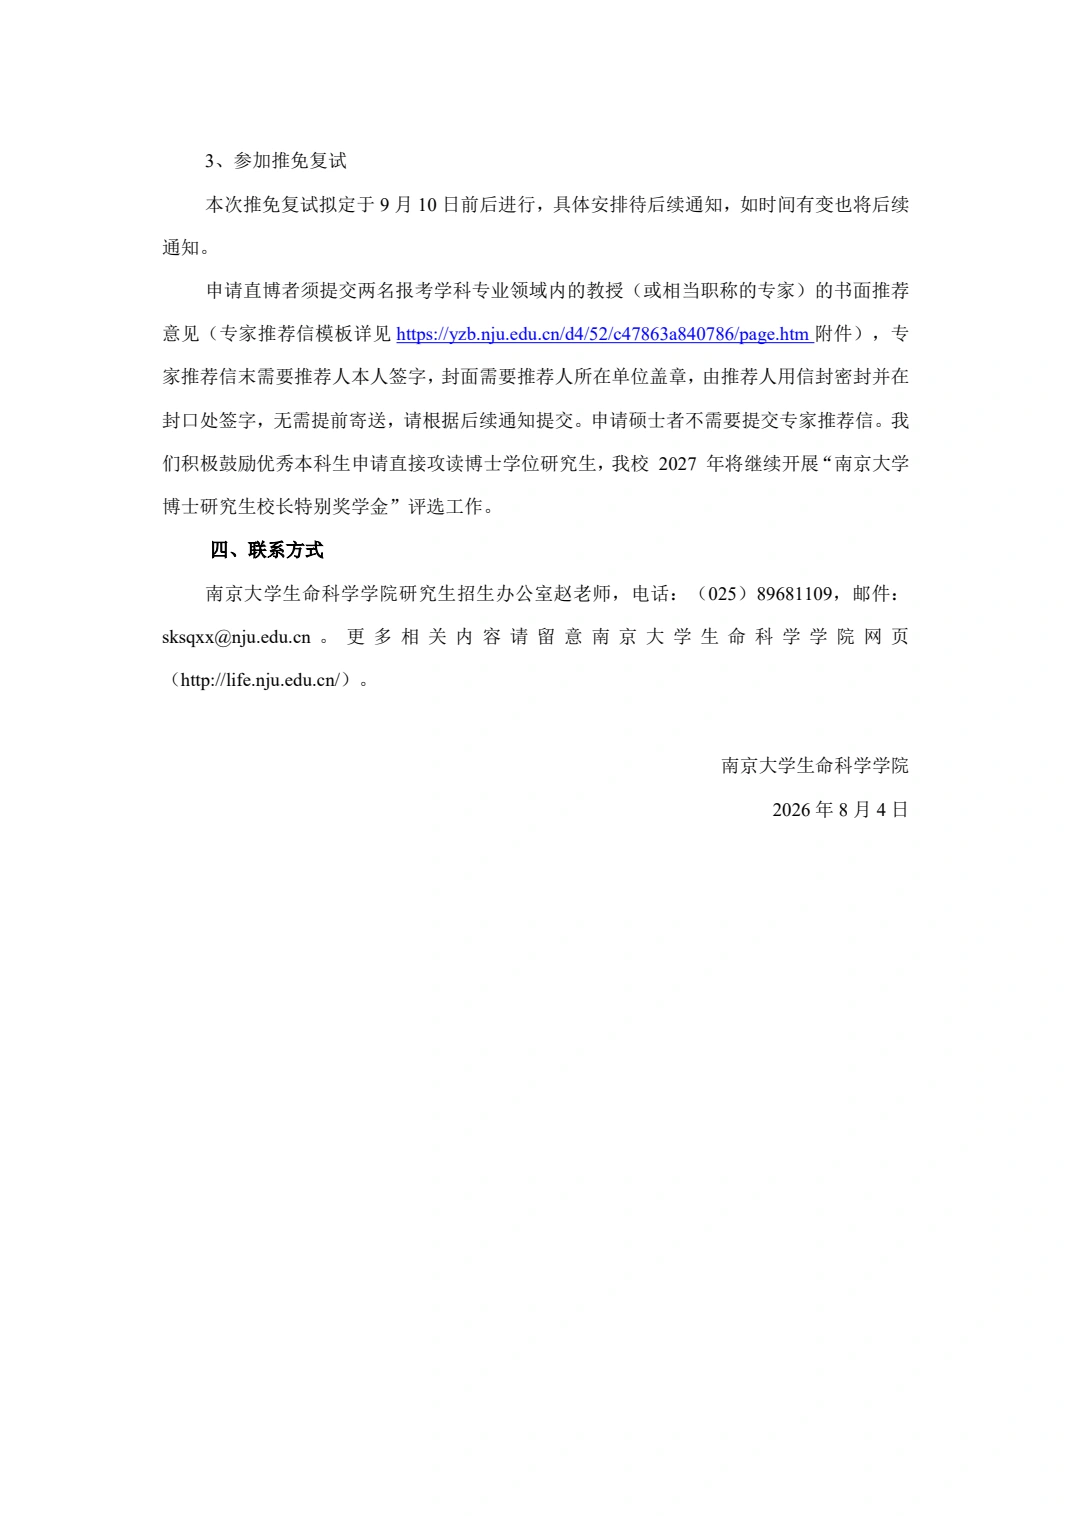 3、参加推免复试
本次推免复试拟定于 9 月 10 日前后进行，具体安排待后续通知，如时间有变也将后续
通知。
申请直博者须提交两名报考学科专业领域内的教授（或相当职称的专家）的书面推荐
意见（专家推荐信模板详见 https://yzb.nju.edu.cn/d4/52/c47863a840786/page.htm 附件），专
家推荐信末需要推荐人本人签字，封面需要推荐人所在单位盖章，由推荐人用信封密封并在
封口处签字，无需提前寄送，请根据后续通知提交。申请硕士者不需要提交专家推荐信。我
们积极鼓励优秀本科生申请直接攻读博士学位研究生，我校 2027 年将继续开展“南京大学
博士研究生校长特别奖学金”评选工作。
四、联系方式
南京大学生命科学学院研究生招生办公室赵老师，电话：（025）89681109，邮件：
sksqxx@nju.edu.cn 。更多相关内容请留意南京大学生命科学学院网页
（http://life.nju.edu.cn/）。
南京大学生命科学学院
2026 年 8 月 4 日